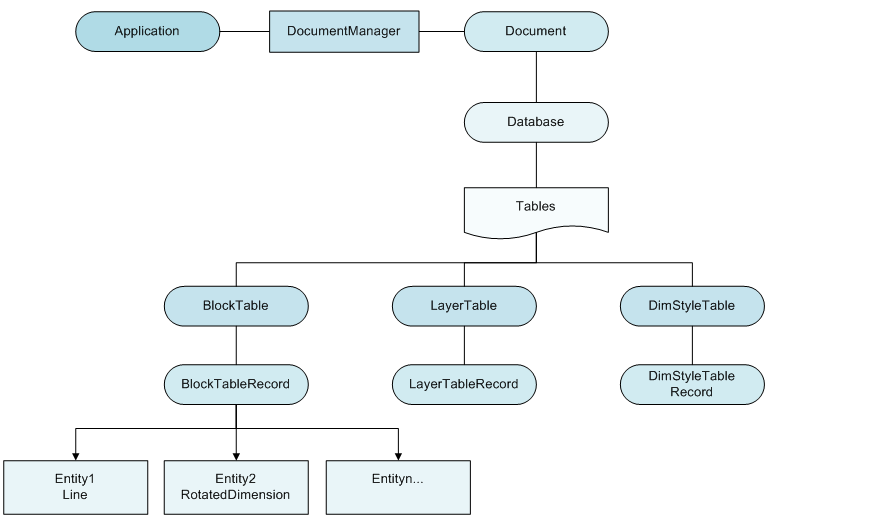 Application
DocumentManager
Document
Database
Tables
BlockTable
LayerTable
DimStyleTable
BlockTableRecord
LayerTableRecord
DimStyleTable
Record
Entity1
Line
Entity2
RotatedDimension
Entityn...